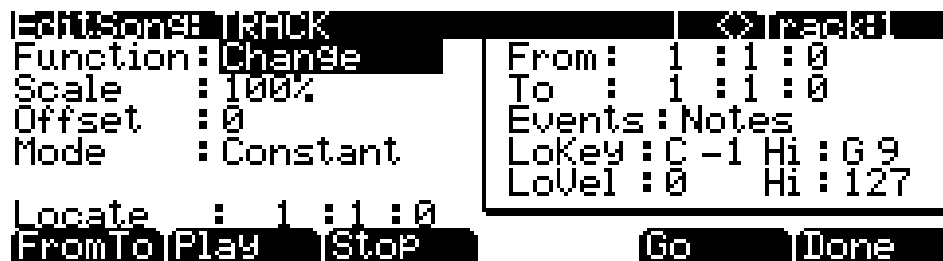 EditSong:TRACK <>Track:1
Function:Change
Scale :100%
Offset :0
Mode :Constant
Locate : 1 :1 :0
From: 1 :1 :0
To : 1 :1 :0
Events:Notes
LoKey:C -1 Hi:G 9
LoVel:0 Hi:127
FromTo Play Stop Go Done